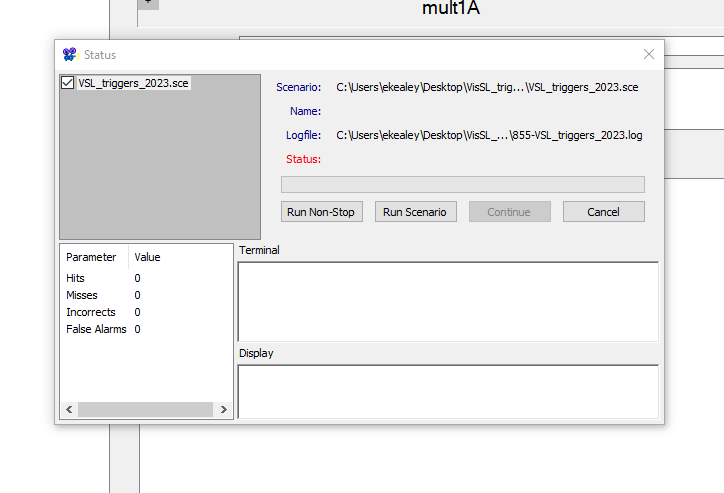 mult1A
Status
VSL_triggers_2023.sce
Scenario: C:\Users\ekealey\Desktop\VisSL_trig...\VSL_triggers_2023.sce
Name:
Logfile: C:\Users\ekealey\Desktop\VisSL_...\855-VSL_triggers_2023.log
Status:
Run Non-Stop Run Scenario Continue Cancel
Parameter Value
Hits 0
Misses 0
Incorrects 0
False Alarms 0
Terminal
Display